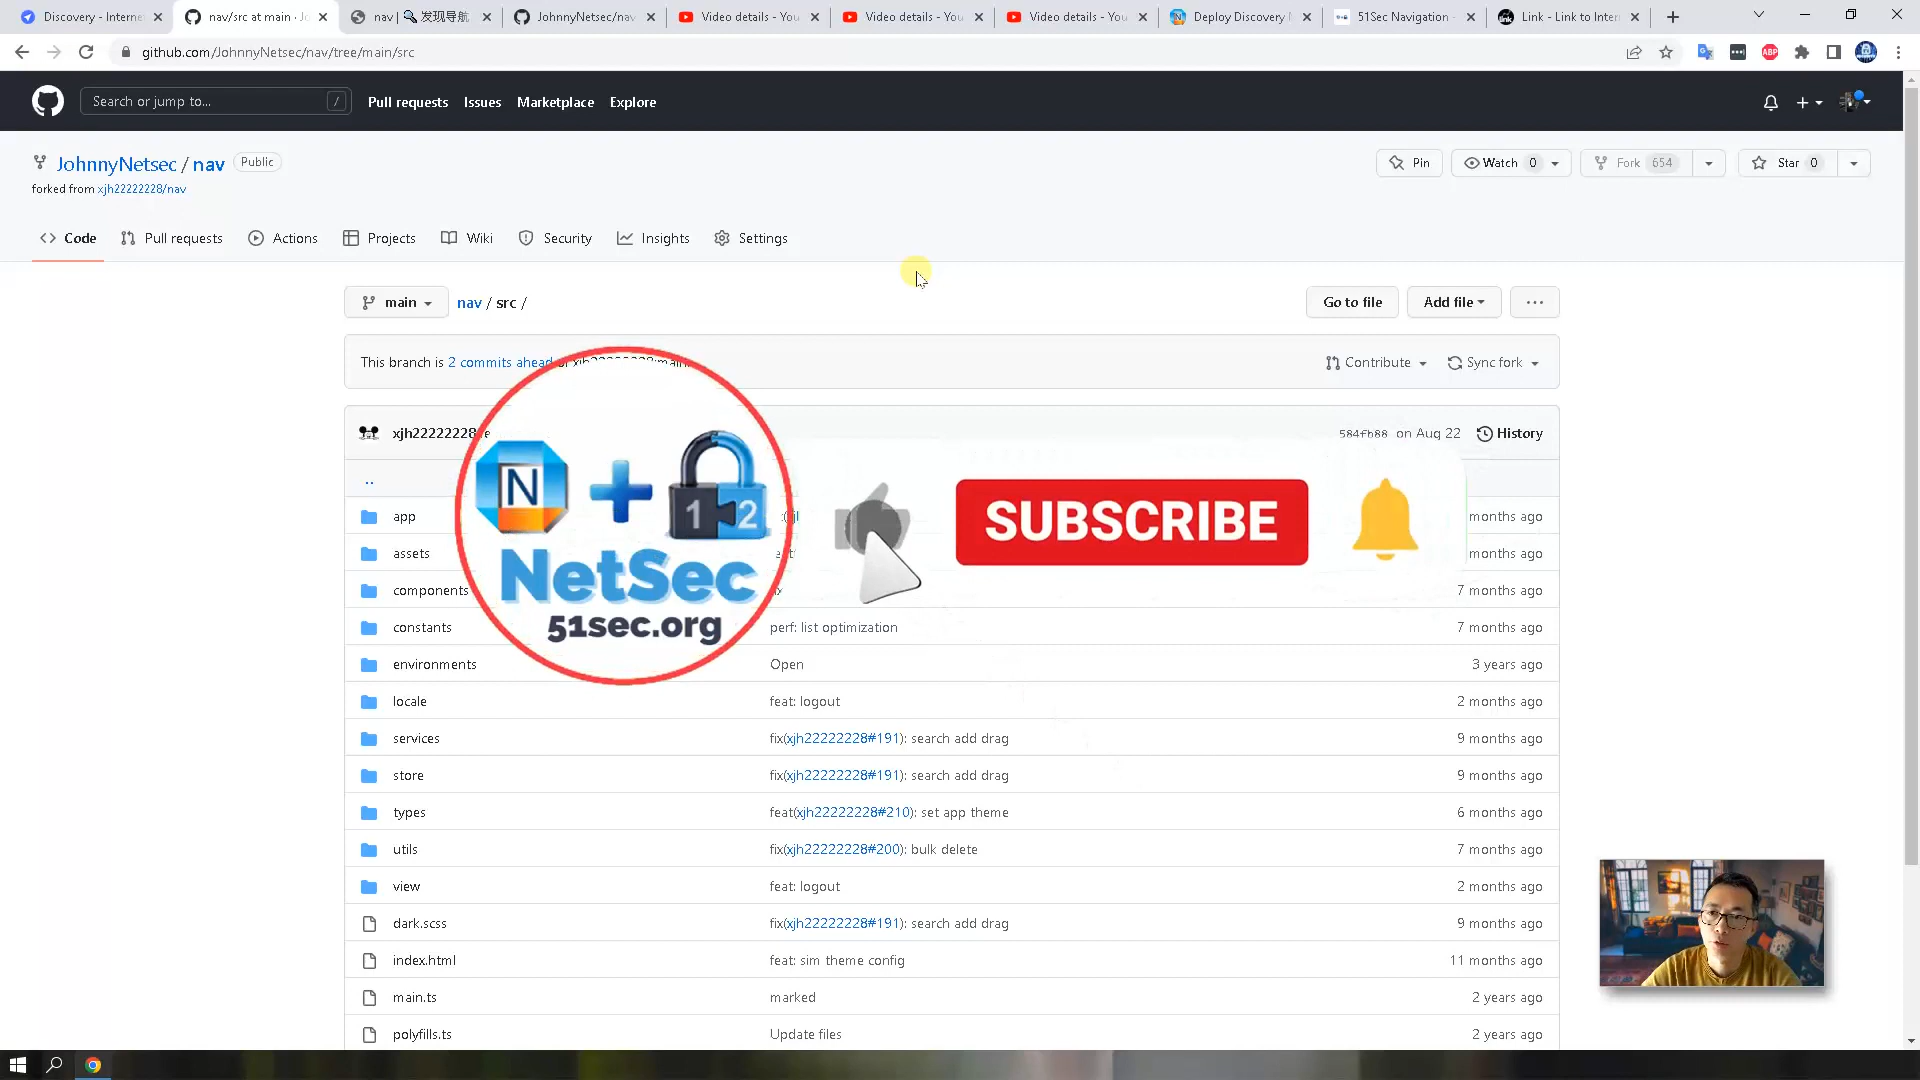 Discovery - Internet
nav/src at main · Jo
nav | 🔍 发现导航
JohnnyNetsec/nav
Video details - You
Video details - You
Video details - You
Deploy Discovery N
51Sec Navigation -
Link - Link to Inter
github.com/JohnnyNetsec/nav/tree/main/src
ABP
Search or jump to... /
Pull requests Issues Marketplace Explore
JohnnyNetsec / nav Public
forked from xjh22222228/nav
Pin Watch 0 Fork 654 Star 0
Code Pull requests Actions Projects Wiki Security Insights Settings
main nav / src / Go to file Add file ...
This branch is 2 commits ahead of xjh22222228:main.
Contribute Sync fork
xjh22222228 584fb88 on Aug 22 History
..
app months ago
assets months ago
components 7 months ago
constants perf: list optimization 7 months ago
environments Open 3 years ago
locale feat: logout 2 months ago
services fix(xjh22222228#191): search add drag 9 months ago
store fix(xjh22222228#191): search add drag 9 months ago
types feat(xjh22222228#210): set app theme 6 months ago
utils fix(xjh22222228#200): bulk delete 7 months ago
view feat: logout 2 months ago
dark.scss fix(xjh22222228#191): search add drag 9 months ago
index.html feat: sim theme config 11 months ago
main.ts marked 2 years ago
polyfills.ts Update files 2 years ago
N + 1 2
NetSec
51sec.org
SUBSCRIBE